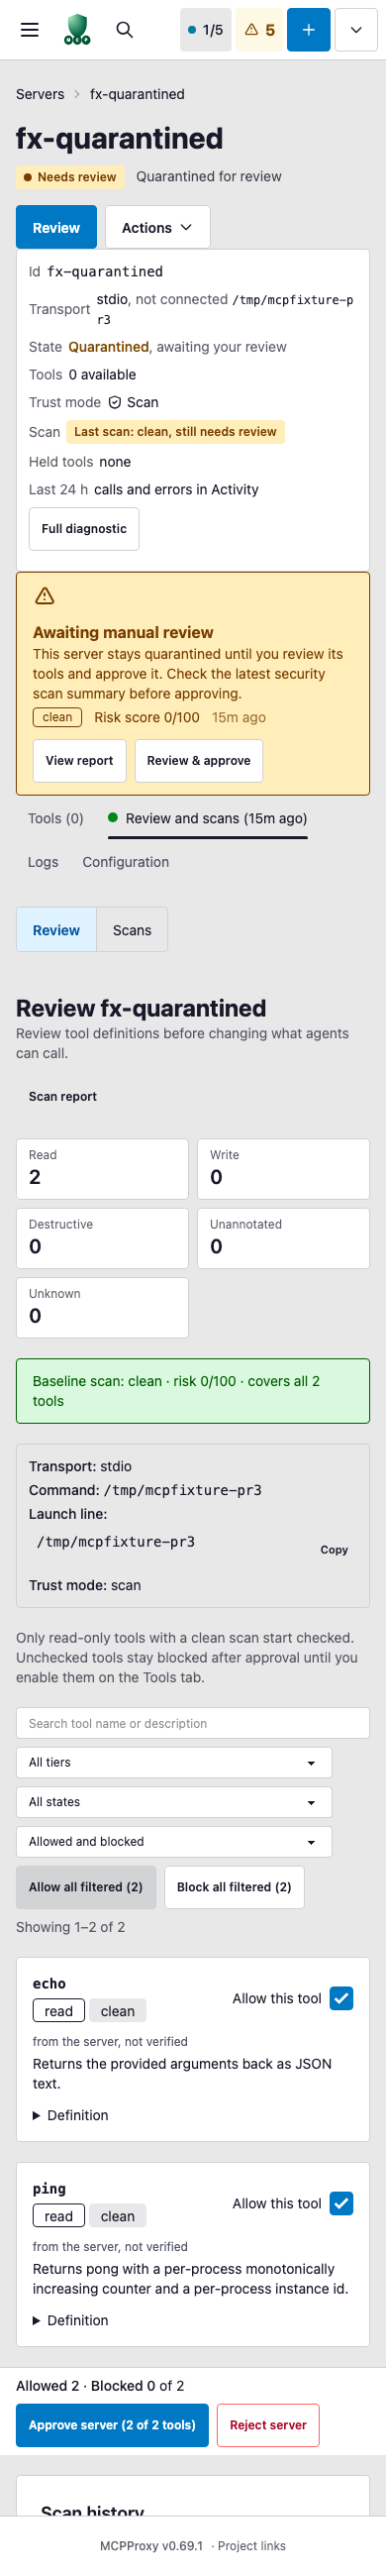 1/5
5
Servers
fx-quarantined
fx-quarantined
Needs review
Quarantined for review
Review
Actions
Id fx-quarantined
Transport stdio, not connected /tmp/mcpfixture-p
r3
State Quarantined, awaiting your review
Tools 0 available
Trust mode Scan
Scan Last scan: clean, still needs review
Held tools none
Last 24 h calls and errors in Activity
Full diagnostic
Awaiting manual review
This server stays quarantined until you review its
tools and approve it. Check the latest security
scan summary before approving.
clean Risk score 0/100 15m ago
View report
Review & approve
Tools (0)
Review and scans (15m ago)
Logs
Configuration
Review
Scans
Review fx-quarantined
Review tool definitions before changing what agents
can call.
Scan report
Read
2
Write
0
Destructive
0
Unannotated
0
Unknown
0
Baseline scan: clean · risk 0/100 · covers all 2
tools
Transport: stdio
Command: /tmp/mcpfixture-pr3
Launch line:
/tmp/mcpfixture-pr3
Copy
Trust mode: scan
Only read-only tools with a clean scan start checked.
Unchecked tools stay blocked after approval until you
enable them on the Tools tab.
Search tool name or description
All tiers
All states
Allowed and blocked
Allow all filtered (2)
Block all filtered (2)
Showing 1–2 of 2
echo
read clean
Allow this tool
from the server, not verified
Returns the provided arguments back as JSON
text.
Definition
ping
read clean
Allow this tool
from the server, not verified
Returns pong with a per-process monotonically
increasing counter and a per-process instance id.
Definition
Allowed 2 · Blocked 0 of 2
Approve server (2 of 2 tools)
Reject server
Scan history
MCPProxy v0.69.1 · Project links